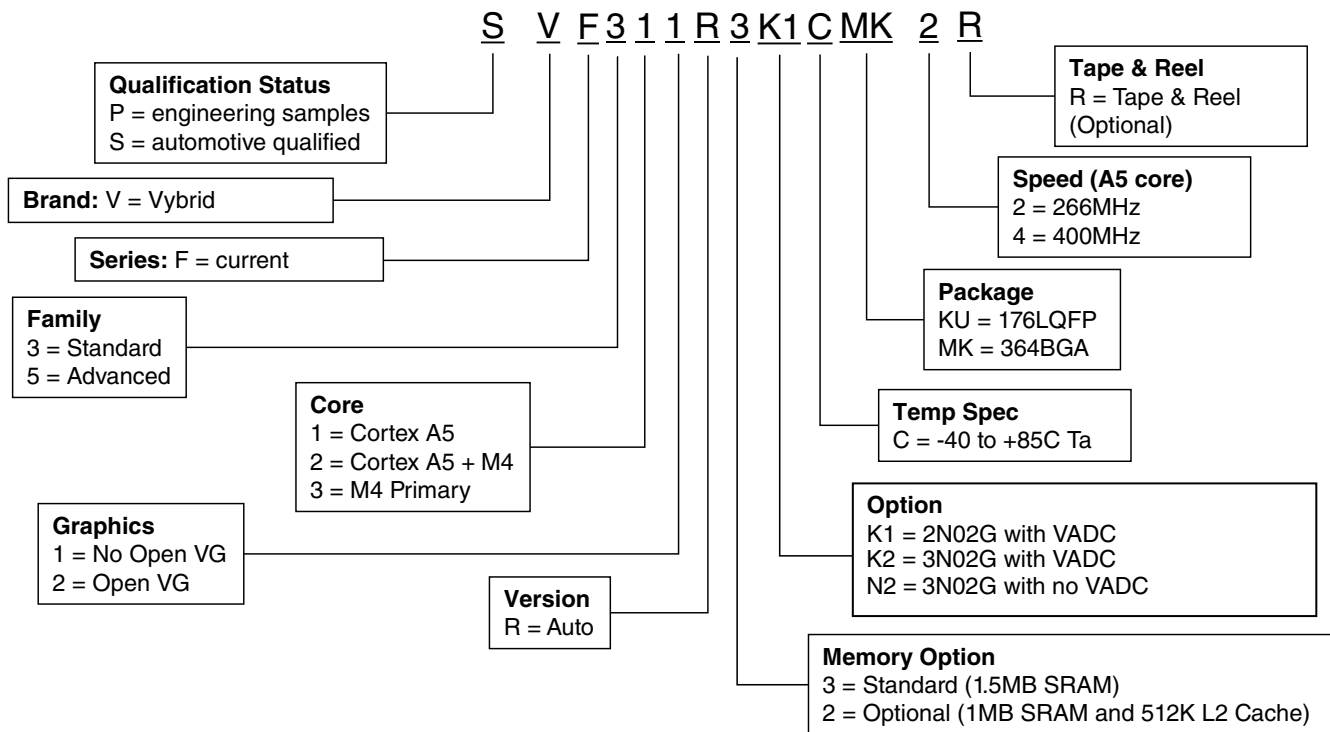 S V F 3 1 1 R 3 K1 C MK 2 R
Qualification Status
P = engineering samples
S = automotive qualified
Brand: V = Vybrid
Series: F = current
Family
3 = Standard
5 = Advanced
Core
1 = Cortex A5
2 = Cortex A5 + M4
3 = M4 Primary
Graphics
1 = No Open VG
2 = Open VG
Version
R = Auto
Tape & Reel
R = Tape & Reel
(Optional)
Speed (A5 core)
2 = 266MHz
4 = 400MHz
Package
KU = 176LQFP
MK = 364BGA
Temp Spec
C = -40 to +85C Ta
Option
K1 = 2N02G with VADC
K2 = 3N02G with VADC
N2 = 3N02G with no VADC
Memory Option
3 = Standard (1.5MB SRAM)
2 = Optional (1MB SRAM and 512K L2 Cache)